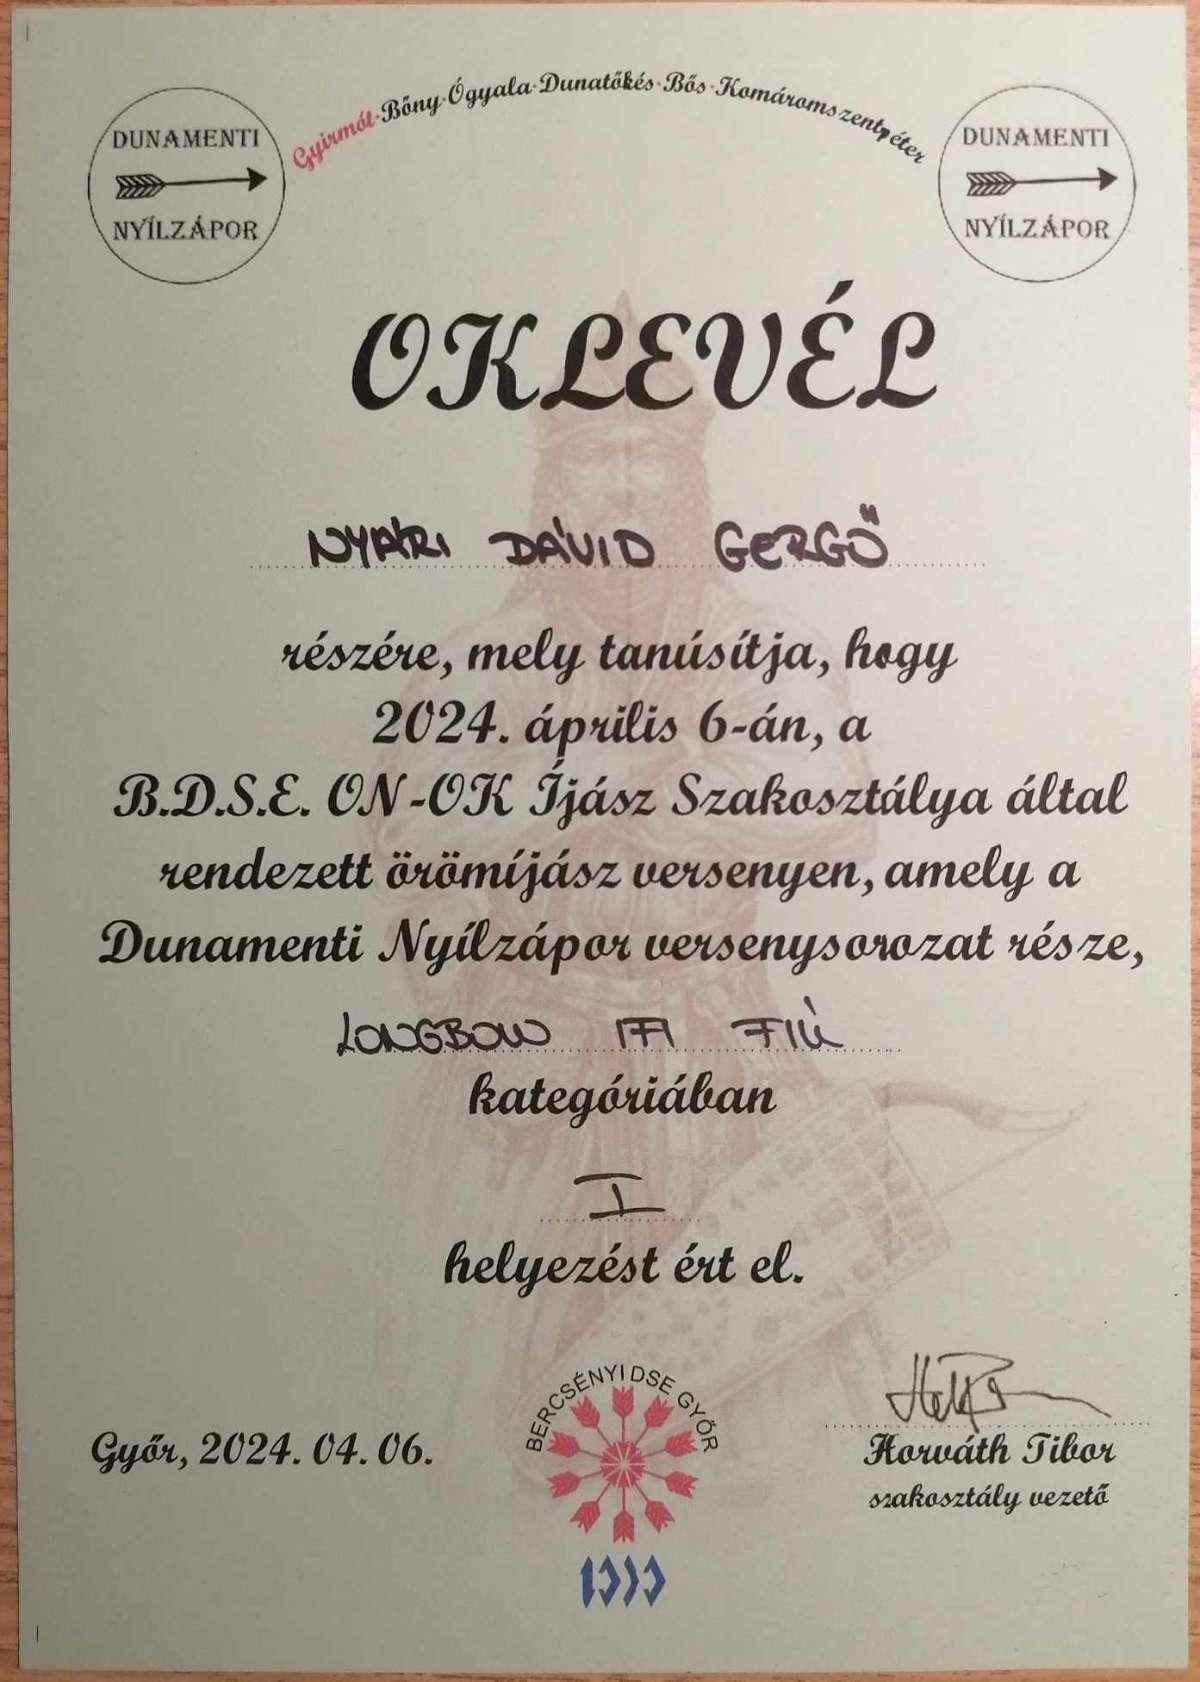 Gyirmót·Bőny·Ógyala·Dunatőkés·Bős·Komáromszentpéter
DUNAMENTI
NYÍLZÁPOR
DUNAMENTI
NYÍLZÁPOR
OKLEVÉL
NYÁRI DÁVID GERGŐ
részére, mely tanúsítja, hogy
2024. április 6-án, a
B.D.S.E. ON-OK Íjász Szakosztálya által
rendezett örömíjász versenyen, amely a
Dunamenti Nyílzápor versenysorozat része,
LONGBOW IFI FIÚ
kategóriában
I
helyezést ért el.
BERCSÉNYI DSE GYŐR
Győr, 2024. 04. 06.
Horváth Tibor
szakosztály vezető